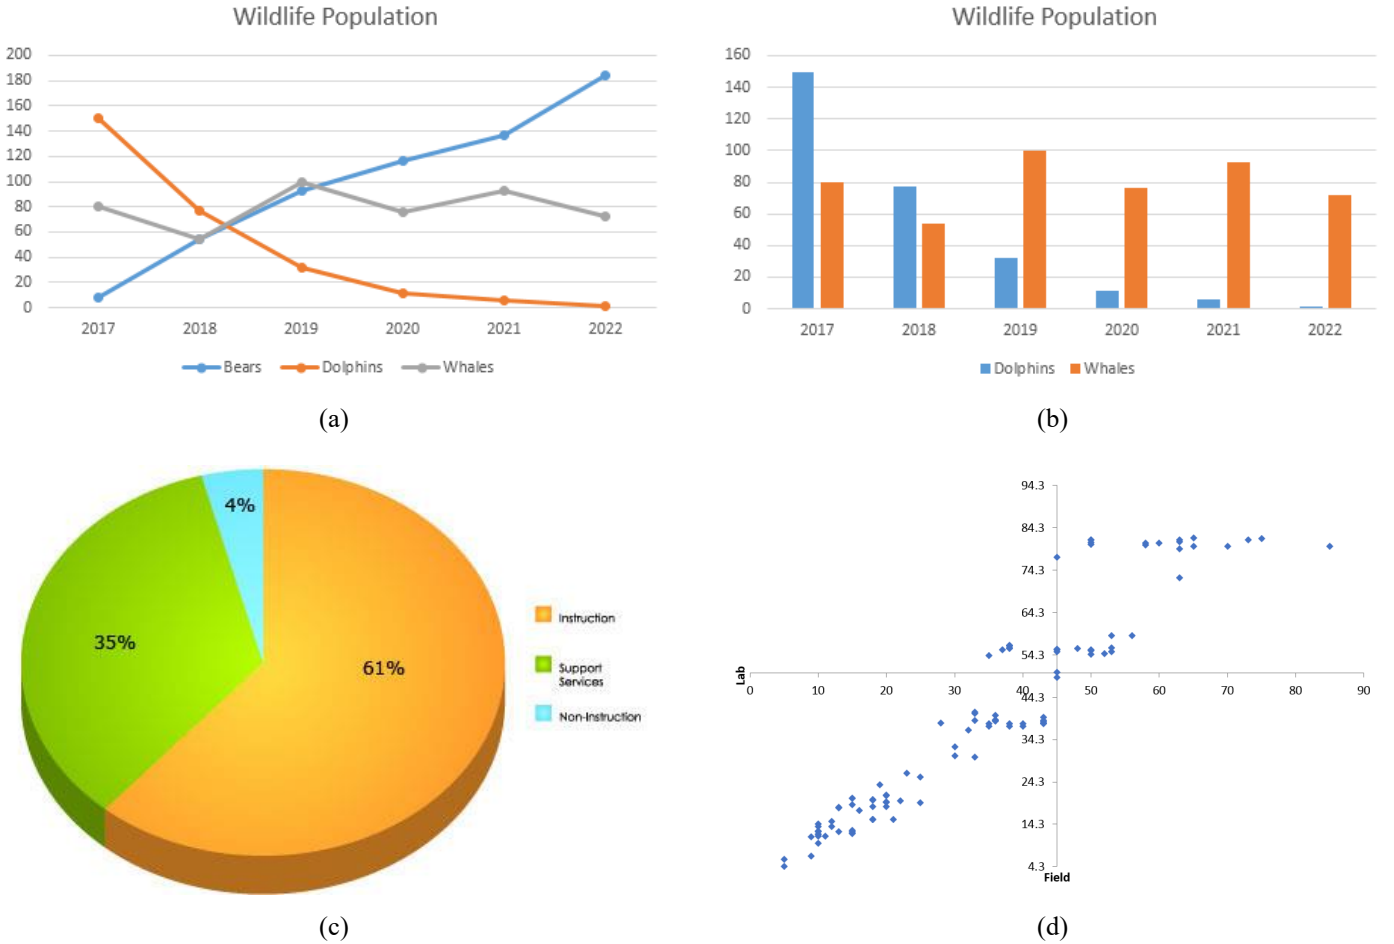 Wildlife Population
200
180
160
140
120
100
80
60
40
20
0
2017 2018 2019 2020 2021 2022
Bears Dolphins Whales
(a)
Wildlife Population
160
140
120
100
80
60
40
20
0
2017 2018 2019 2020 2021 2022
Dolphins Whales
(b)
4%
35%
61%
Instruction
Support
Services
Non-Instruction
(c)
94.3
84.3
74.3
64.3
54.3
Lab
0 10 20 30 40 50 60 70 80 90
44.3
34.3
24.3
14.3
4.3
Field
(d)